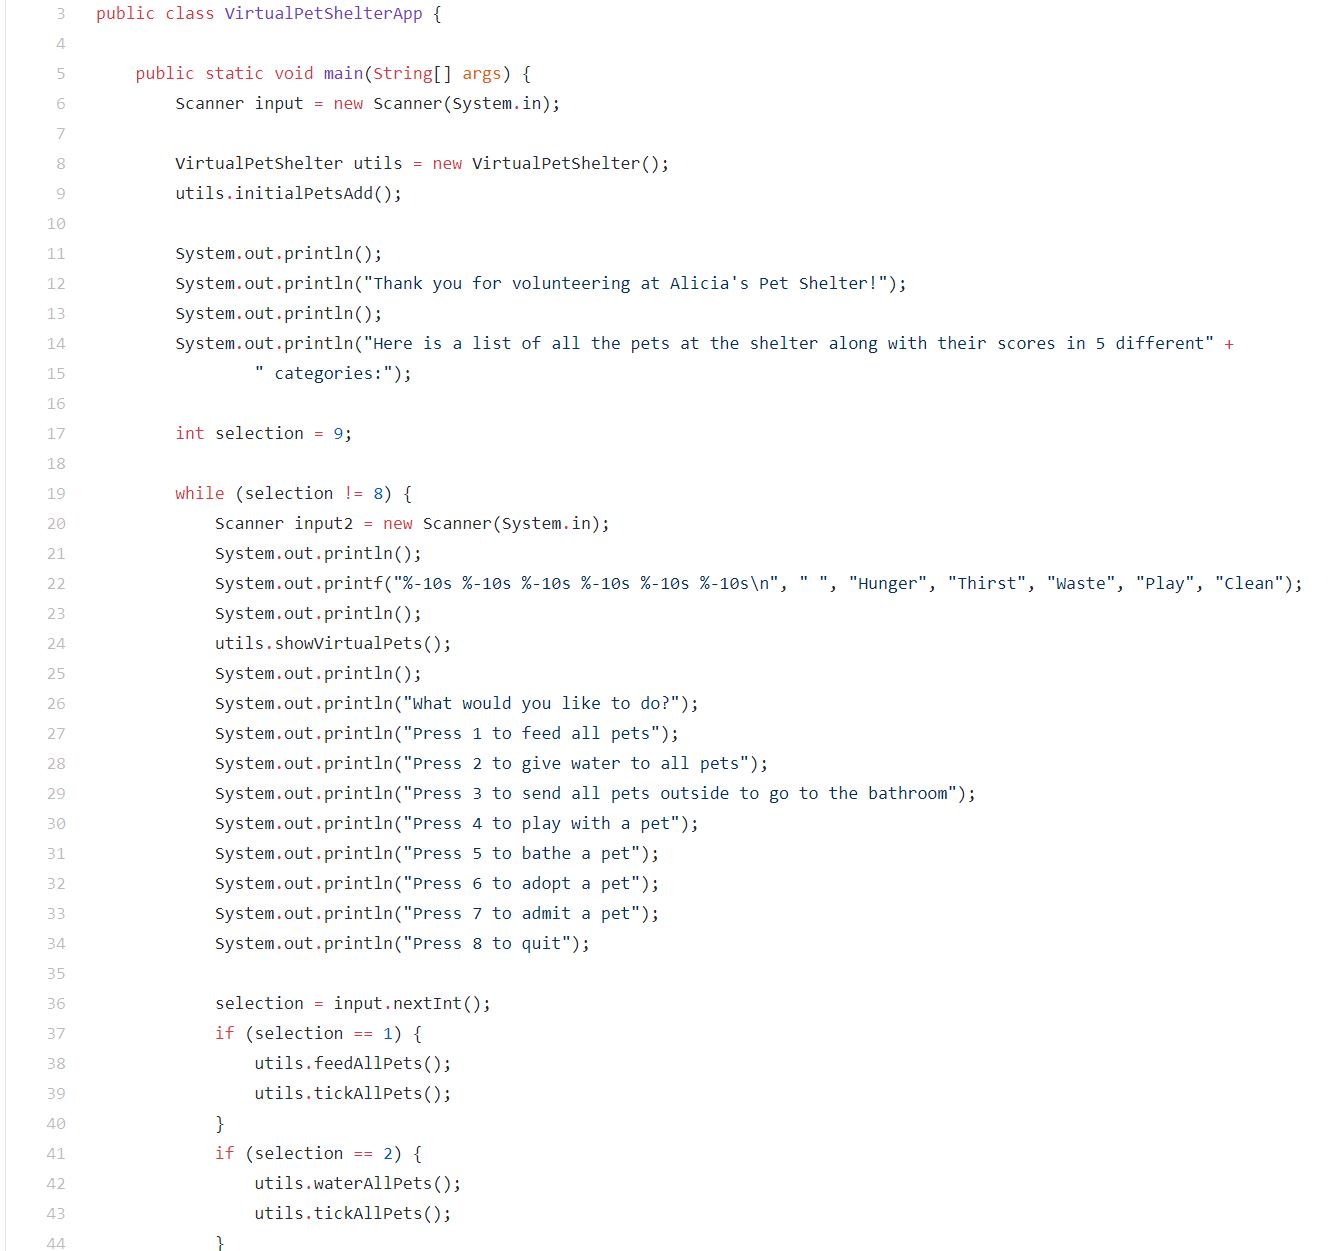 3 public class VirtualPetShelterApp {
4
5     public static void main(String[] args) {
6         Scanner input = new Scanner(System.in);
7
8         VirtualPetShelter utils = new VirtualPetShelter();
9         utils.initialPetsAdd();
10
11         System.out.println();
12         System.out.println("Thank you for volunteering at Alicia's Pet Shelter!");
13         System.out.println();
14         System.out.println("Here is a list of all the pets at the shelter along with their scores in 5 different" +
15                 " categories:");
16
17         int selection = 9;
18
19         while (selection != 8) {
20             Scanner input2 = new Scanner(System.in);
21             System.out.println();
22             System.out.printf("%-10s %-10s %-10s %-10s %-10s %-10s\n", " ", "Hunger", "Thirst", "Waste", "Play", "Clean");
23             System.out.println();
24             utils.showVirtualPets();
25             System.out.println();
26             System.out.println("What would you like to do?");
27             System.out.println("Press 1 to feed all pets");
28             System.out.println("Press 2 to give water to all pets");
29             System.out.println("Press 3 to send all pets outside to go to the bathroom");
30             System.out.println("Press 4 to play with a pet");
31             System.out.println("Press 5 to bathe a pet");
32             System.out.println("Press 6 to adopt a pet");
33             System.out.println("Press 7 to admit a pet");
34             System.out.println("Press 8 to quit");
35
36             selection = input.nextInt();
37             if (selection == 1) {
38                 utils.feedAllPets();
39                 utils.tickAllPets();
40             }
41             if (selection == 2) {
42                 utils.waterAllPets();
43                 utils.tickAllPets();
44             }